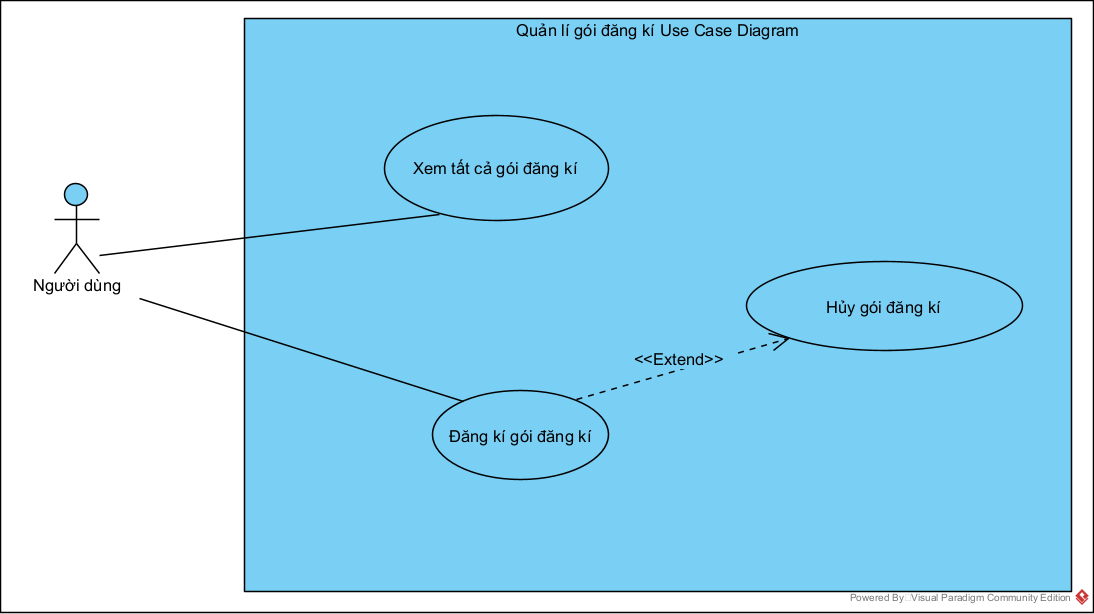 Quản lí gói đăng kí Use Case Diagram
Xem tất cả gói đăng kí
Người dùng
Hủy gói đăng kí
<<Extend>>
Đăng kí gói đăng kí
Powered By Visual Paradigm Community Edition